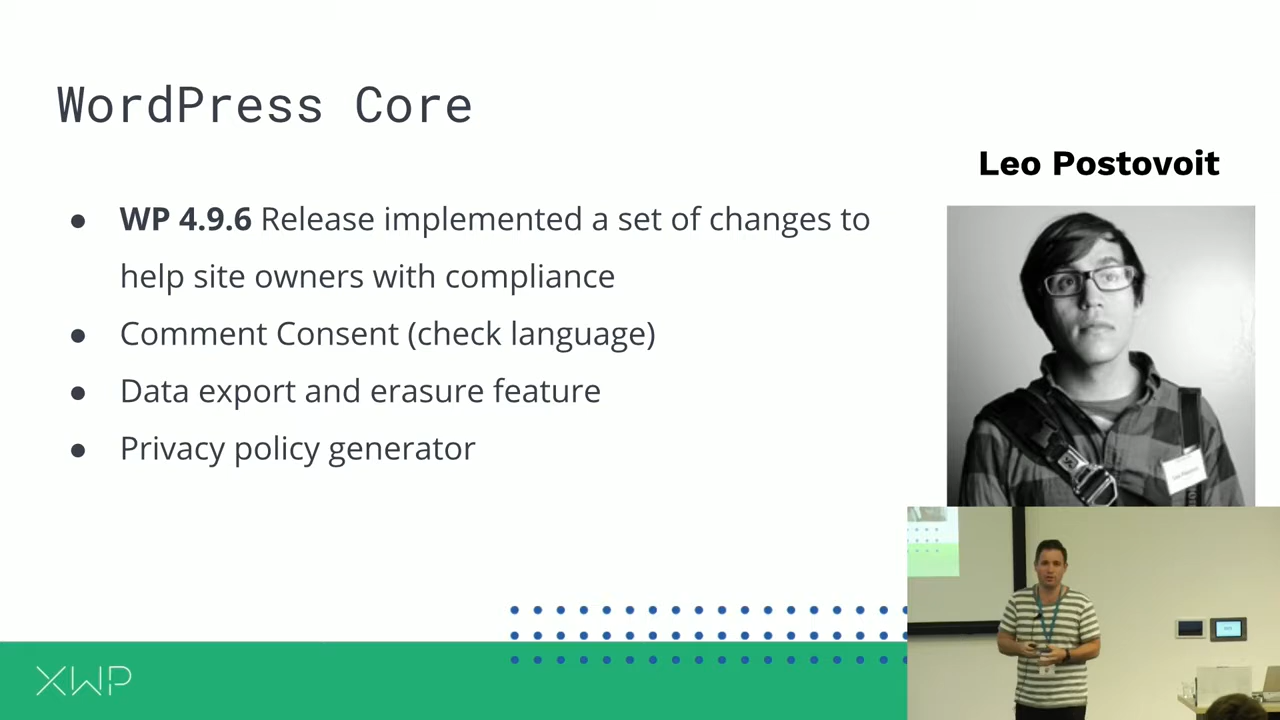 WordPress Core
Leo Postovoit
● WP 4.9.6 Release implemented a set of changes to
help site owners with compliance
● Comment Consent (check language)
● Data export and erasure feature
● Privacy policy generator
XWP